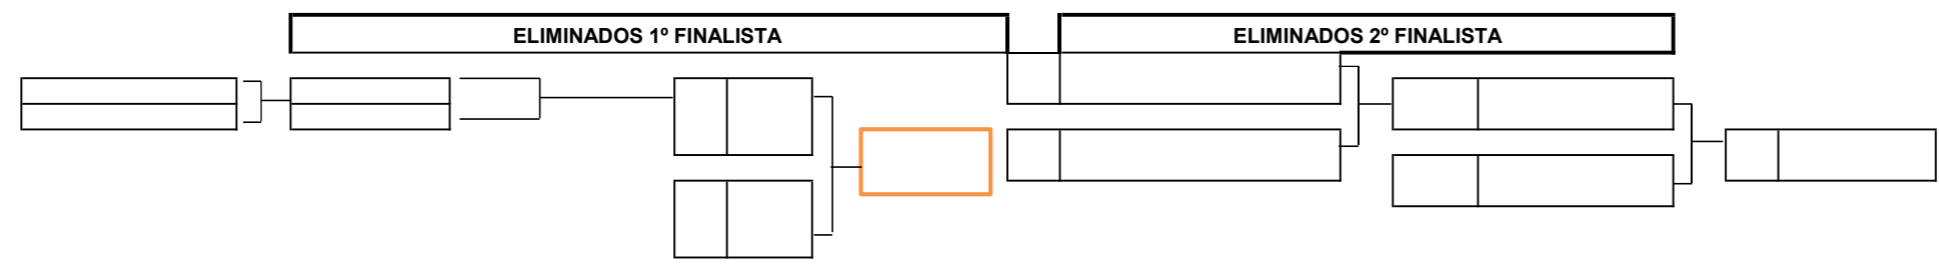 ELIMINADOS 1º FINALISTA
ELIMINADOS 2º FINALISTA